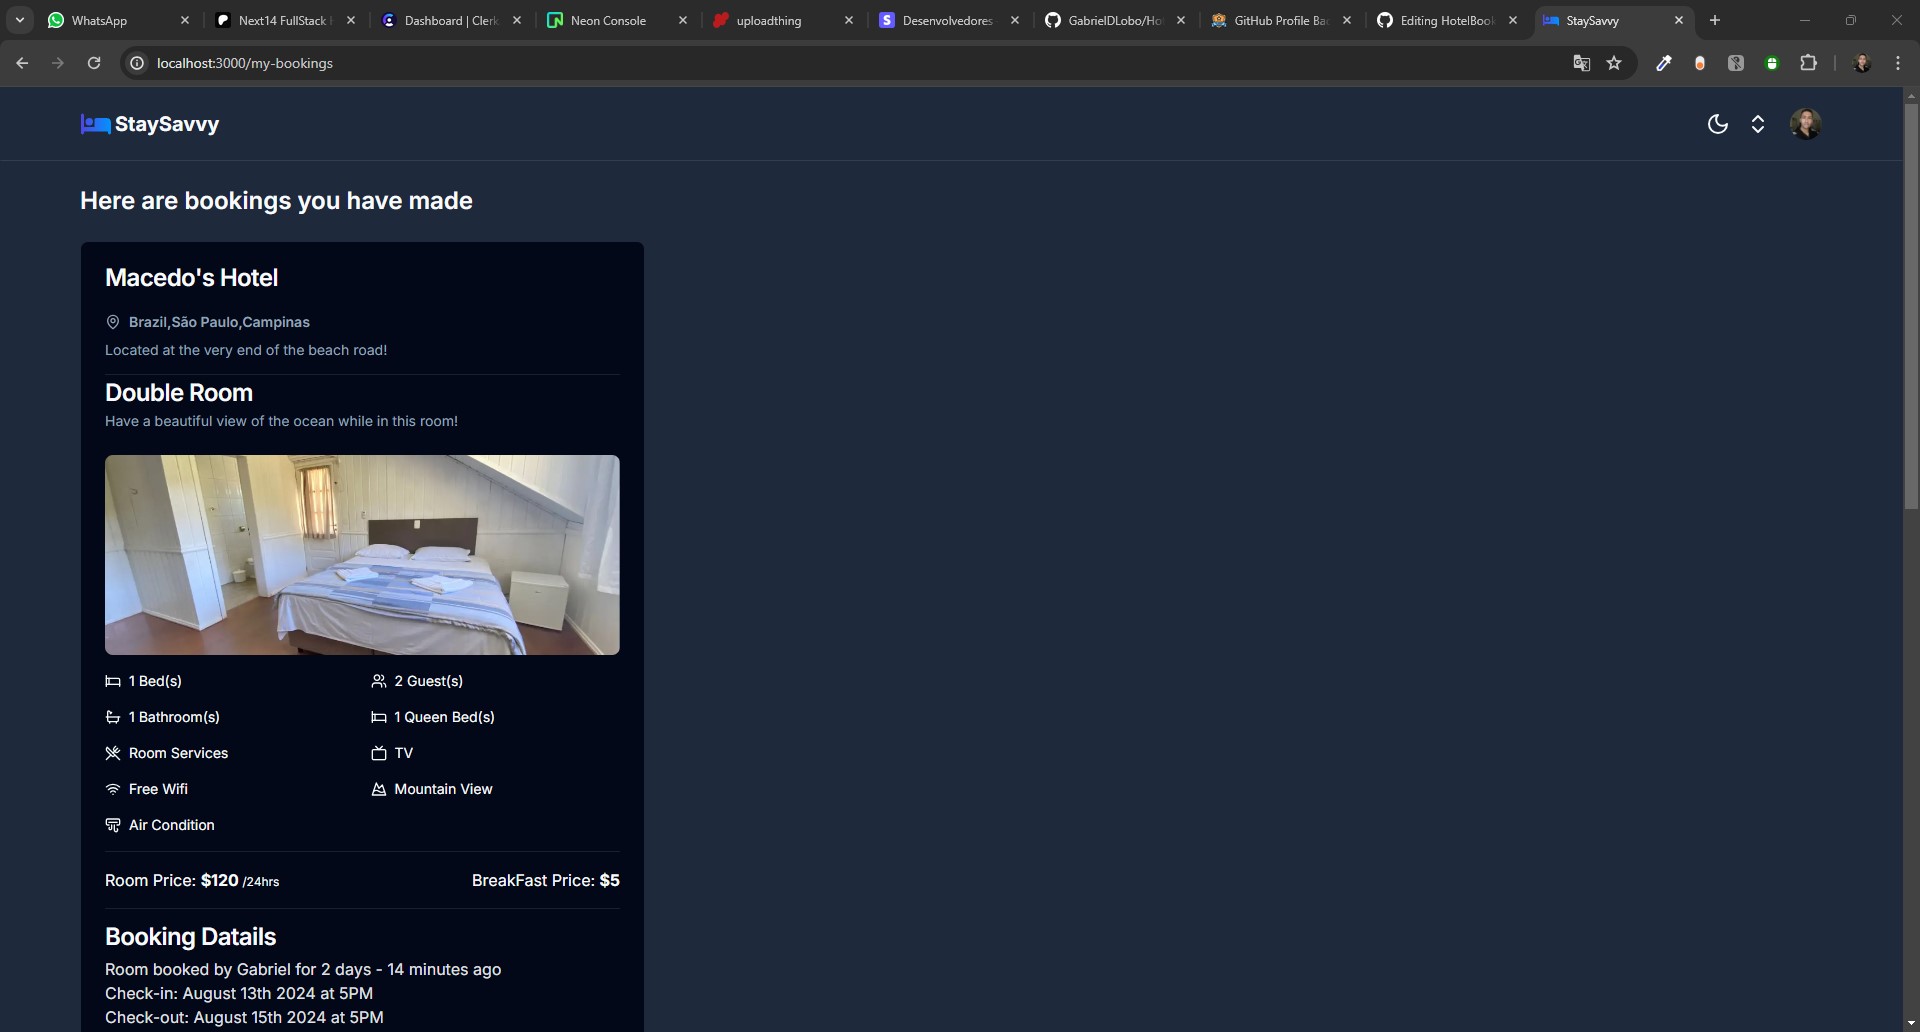 WhatsApp
Next14 FullStack
Dashboard | Clerk
Neon Console
uploadthing
Desenvolvedores
GabrielDLobo/Ho
GitHub Profile Ba
Editing HotelBook
StaySavvy
localhost:3000/my-bookings
StaySavvy
Here are bookings you have made
Macedo's Hotel
Brazil,São Paulo,Campinas
Located at the very end of the beach road!
Double Room
Have a beautiful view of the ocean while in this room!
1 Bed(s)
2 Guest(s)
1 Bathroom(s)
1 Queen Bed(s)
Room Services
TV
Free Wifi
Mountain View
Air Condition
Room Price: $120 /24hrs
BreakFast Price: $5
Booking Datails
Room booked by Gabriel for 2 days - 14 minutes ago
Check-in: August 13th 2024 at 5PM
Check-out: August 15th 2024 at 5PM